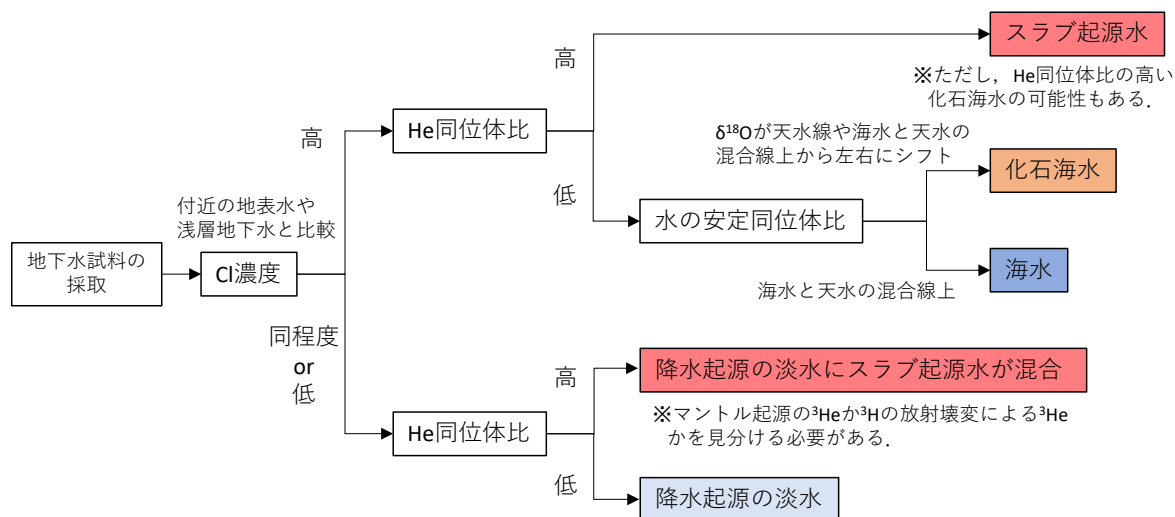 スラブ起源水
※ただし，He同位体比の高い
化石海水の可能性もある．
高
He同位体比
高
δ¹⁸Oが天水線や海水と天水の
混合線上から左右にシフト
化石海水
低
水の安定同位体比
付近の地表水や
浅層地下水と比較
地下水試料の
採取
Cl濃度
海水
海水と天水の混合線上
同程度
or
低
降水起源の淡水にスラブ起源水が混合
高
※マントル起源の³Heか³Hの放射壊変による³He
かを見分ける必要がある．
He同位体比
低
降水起源の淡水